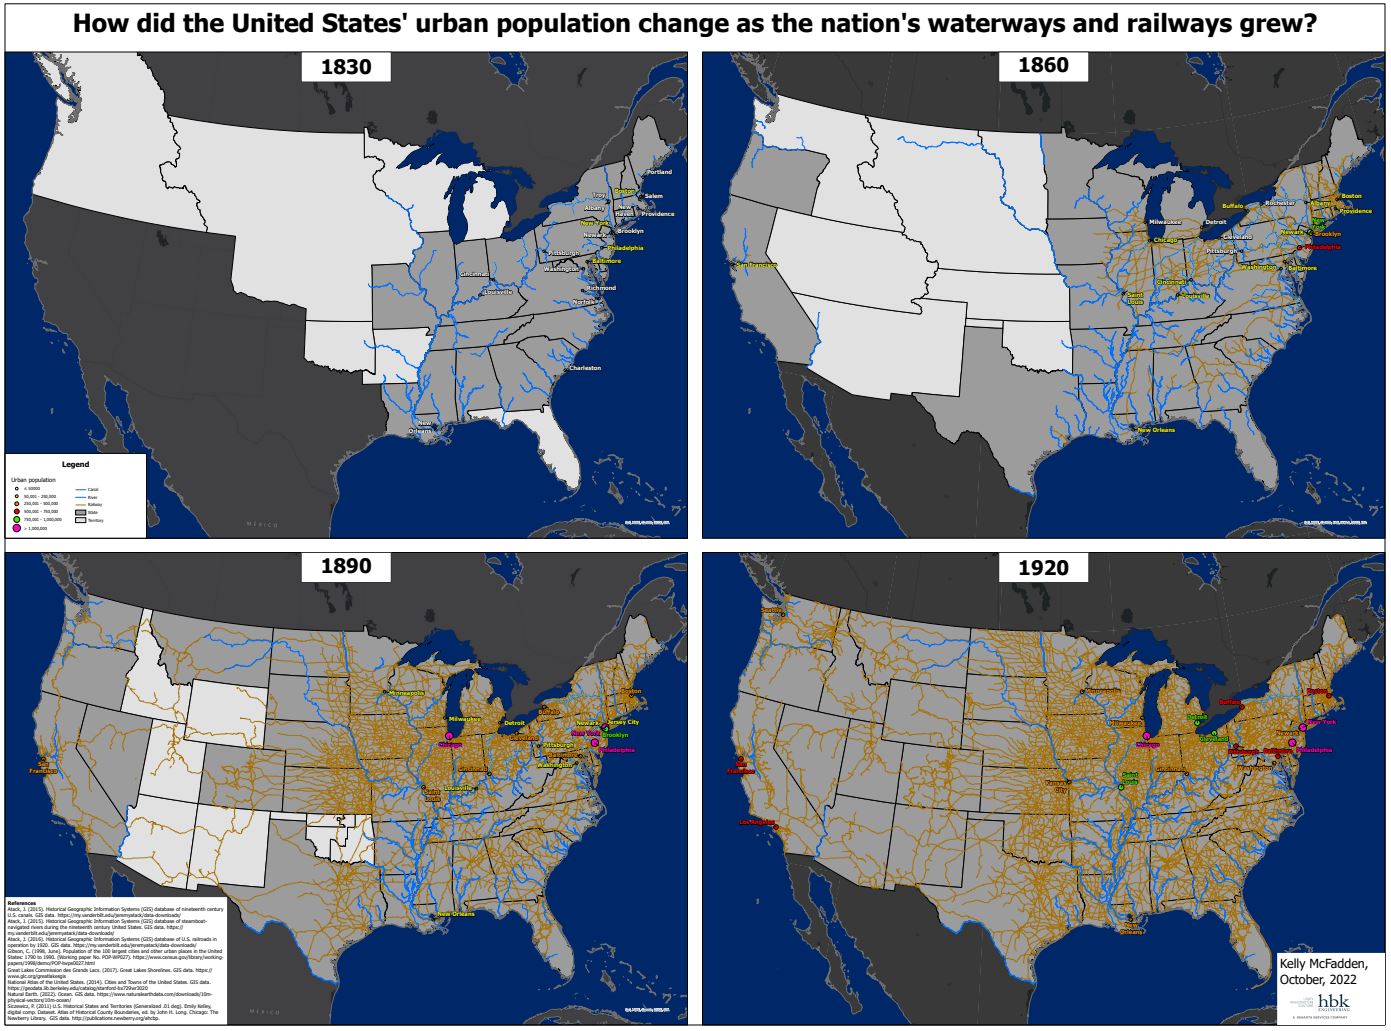 How did the United States' urban population change as the nation's waterways and railways grew?
1830
Portland
Troy
Boston
Salem
Albany
New
Haven
Providence
New York
Brooklyn
Newark
Philadelphia
Pittsburgh
Baltimore
Cincinnati
Washington
Louisville
Richmond
Norfolk
Charleston
New
Orleans
MÉXICO
Legend
Urban population
≤ 50000
50,001 - 250,000
250,001 - 500,000
500,001 - 750,000
750,001 - 1,000,000
> 1,000,000
Canal
River
Railway
State
Territory
1860
Boston
Buffalo
Rochester
Albany
Providence
Milwaukee
Detroit
New
York
Newark
Brooklyn
Chicago
Cleveland
Philadelphia
Pittsburgh
San Francisco
Washington
Baltimore
Cincinnati
Saint
Louis
Louisville
New Orleans
1890
Minneapolis
Boston
Buffalo
Milwaukee
Detroit
Newark
Jersey City
Chicago
Cleveland
New York
Brooklyn
Pittsburgh
Philadelphia
Baltimore
San
Francisco
Washington
Cincinnati
Saint
Louis
Louisville
New Orleans
MÉXICO
References
Atack, J. (2015). Historical Geographic Information Systems (GIS) database of nineteenth century
U.S. canals. GIS data. https://my.vanderbilt.edu/jeremyatack/data-downloads/
Atack, J. (2015). Historical Geographic Information Systems (GIS) database of steamboat-
navigated rivers during the nineteenth century United States. GIS data. https://
my.vanderbilt.edu/jeremyatack/data-downloads/
Atack, J. (2016). Historical Geographic Information Systems (GIS) database of U.S. railroads in
operation by 1920. GIS data. https://my.vanderbilt.edu/jeremyatack/data-downloads/
Gibson, C. (1998, June). Population of the 100 largest cities and other urban places in the United
States: 1790 to 1990. (Working paper No. POP-WP027). https://www.census.gov/library/working-
papers/1998/demo/POP-twps0027.html
Great Lakes Commission des Grands Lacs. (2017). Great Lakes Shorelines. GIS data. https://
www.glc.org/greatlakesgis
National Atlas of the United States. (2014). Cities and Towns of the United States. GIS data.
https://geodata.lib.berkeley.edu/catalog/stanford-bx729wr3020
Natural Earth. (2022). Ocean. GIS data. https://www.naturalearthdata.com/downloads/10m-
physical-vectors/10m-ocean/
Siczewicz, P. (2011) U.S. Historical States and Territories (Generalized .01 deg). Emily Kelley,
digital comp. Dataset. Atlas of Historical County Boundaries, ed. by John H. Long. Chicago: The
Newberry Library. GIS data. http://publications.newberry.org/ahcbp.
1920
Seattle
Minneapolis
Boston
Buffalo
Milwaukee
Detroit
New York
Chicago
Cleveland
Newark
Pittsburgh
Baltimore
Philadelphia
San
Francisco
Washington
Cincinnati
Kansas
City
Saint
Louis
Los Angeles
New
Orleans
Kelly McFadden,
October, 2022
hbk
ENGINEERING